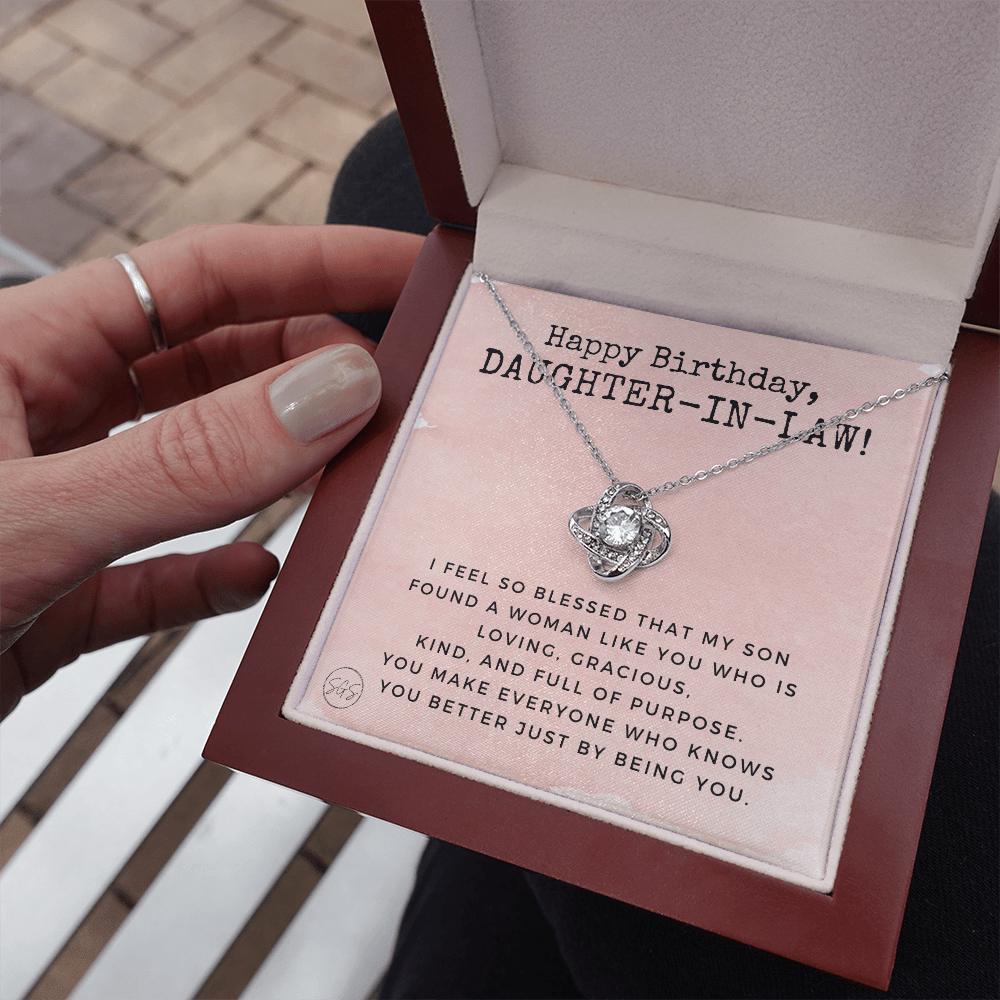 Happy Birthday,
DAUGHTER-IN-LAW!
I FEEL SO BLESSED THAT MY SON
FOUND A WOMAN LIKE YOU WHO IS
LOVING, GRACIOUS,
KIND, AND FULL OF PURPOSE.
YOU MAKE EVERYONE WHO KNOWS
YOU BETTER JUST BY BEING YOU.
SGS